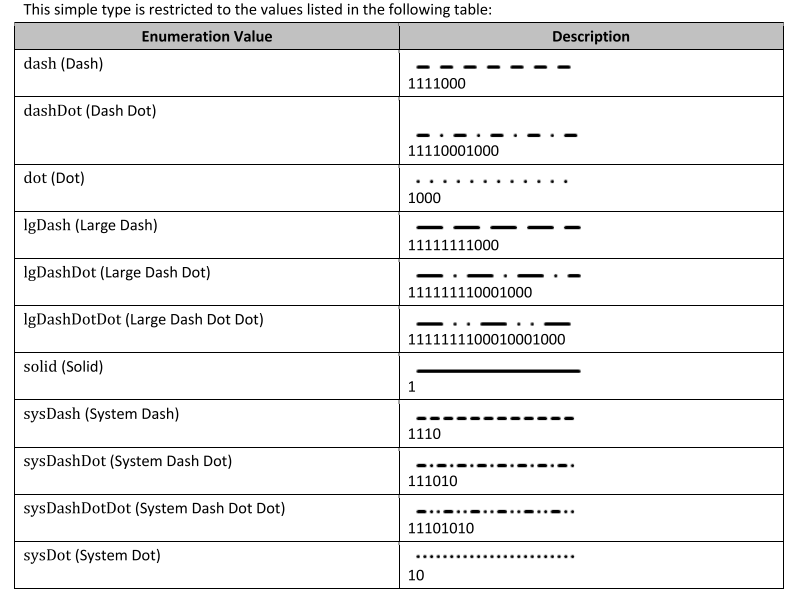 This simple type is restricted to the values listed in the following table:
Enumeration Value
Description
dash (Dash)
1111000
dashDot (Dash Dot)
11110001000
dot (Dot)
1000
lgDash (Large Dash)
11111111000
lgDashDot (Large Dash Dot)
111111110001000
lgDashDotDot (Large Dash Dot Dot)
1111111100010001000
solid (Solid)
1
sysDash (System Dash)
1110
sysDashDot (System Dash Dot)
111010
sysDashDotDot (System Dash Dot Dot)
11101010
sysDot (System Dot)
10